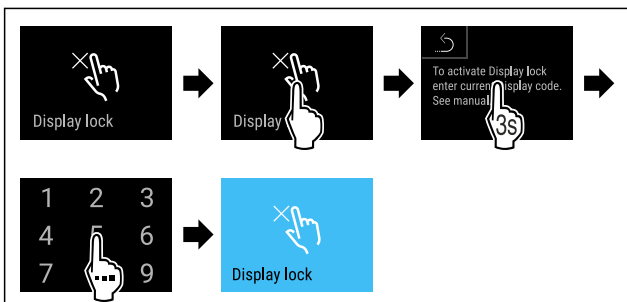 Display lock
Display
To activate Display lock
enter current display code.
See manual
3s
1 2 3
4 5 6
7 9
Display lock